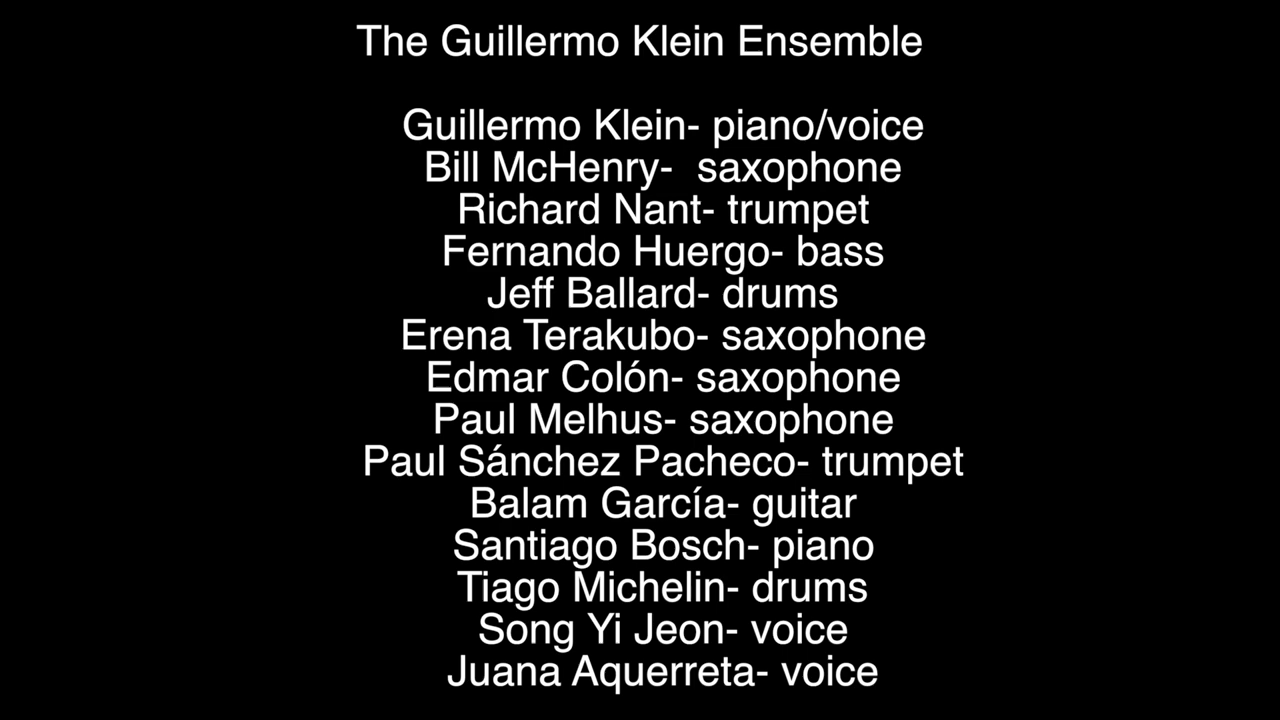 The Guillermo Klein Ensemble
Guillermo Klein- piano/voice
Bill McHenry-  saxophone
Richard Nant- trumpet
Fernando Huergo- bass
Jeff Ballard- drums
Erena Terakubo- saxophone
Edmar Colón- saxophone
Paul Melhus- saxophone
Paul Sánchez Pacheco- trumpet
Balam García- guitar
Santiago Bosch- piano
Tiago Michelin- drums
Song Yi Jeon- voice
Juana Aquerreta- voice